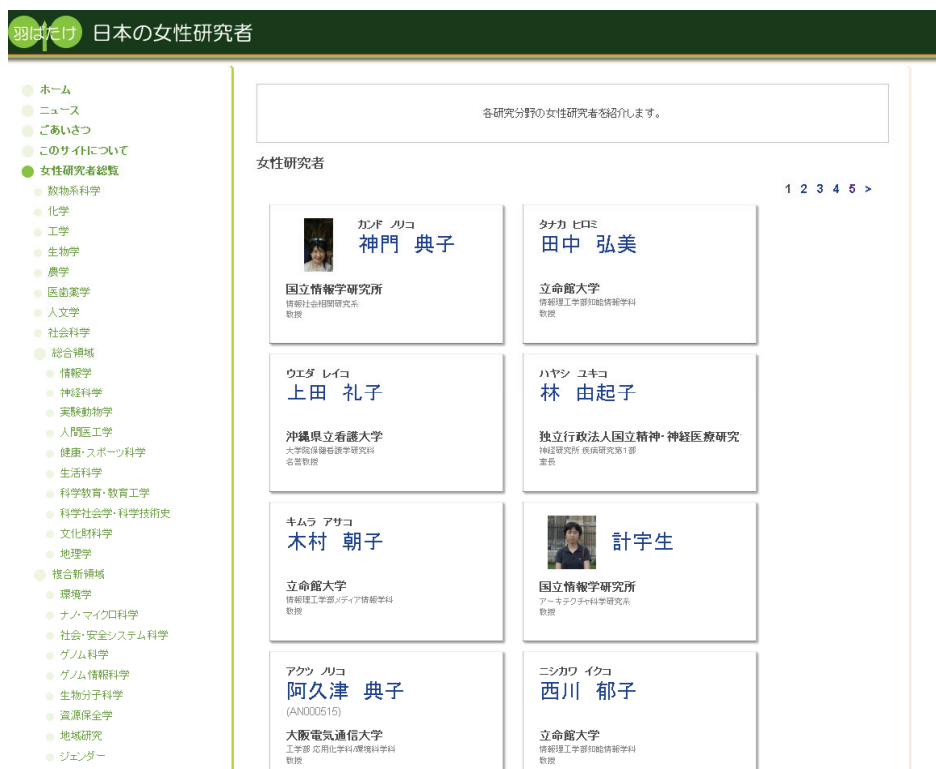 羽ばたけ 日本の女性研究者
ホーム
ニュース
ごあいさつ
このサイトについて
女性研究者総覧
数物系科学
化学
工学
生物学
農学
医歯薬学
人文学
社会科学
総合領域
情報学
神経科学
実験動物学
人間医工学
健康・スポーツ科学
生活科学
科学教育・教育工学
科学社会学・科学技術史
文化財科学
地理学
複合新領域
環境学
ナノ・マイクロ科学
社会・安全システム科学
ゲノム科学
ゲノム情報科学
生物分子科学
資源保全学
地域研究
ジェンダー
各研究分野の女性研究者を紹介します。
女性研究者
1 2 3 4 5 >
カンド ノリコ
神門 典子
国立情報学研究所
情報社会相関研究系
教授
タナカ ヒロミ
田中 弘美
立命館大学
情報理工学部知能情報学科
教授
ウエダ レイコ
上田 礼子
沖縄県立看護大学
大学院保健看護学研究科
名誉教授
ハヤシ ユキコ
林 由起子
独立行政法人国立精神・神経医療研究
神経研究所 疾病研究第1部
室長
キムラ アサコ
木村 朝子
立命館大学
情報理工学部メディア情報学科
教授
計宇生
国立情報学研究所
アーキテクチャ科学研究系
教授
アクツ ノリコ
阿久津 典子
(AN000515)
大阪電気通信大学
工学部 応用化学科/環境科学科
教授
ニシカワ イクコ
西川 郁子
立命館大学
情報理工学部知能情報学科
教授